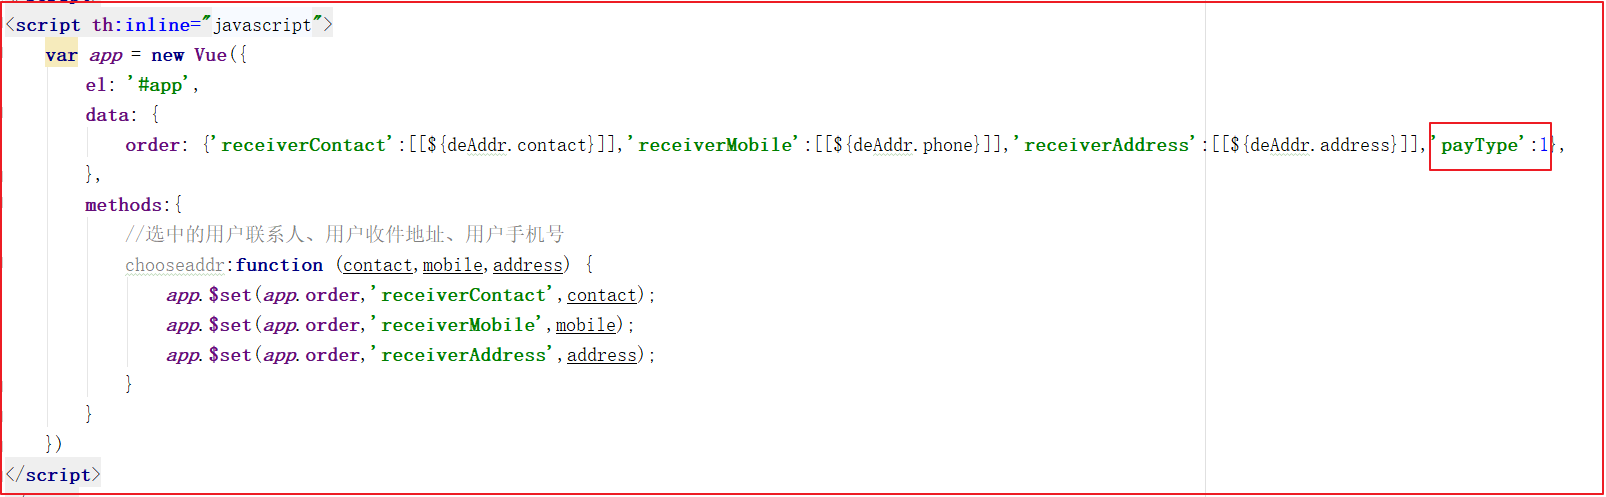 <script th:inline="javascript">
var app = new Vue({
el: '#app',
data: {
order: {'receiverContact':[[${deAddr.contact}]],'receiverMobile':[[${deAddr.phone}]],'receiverAddress':[[${deAddr.address}]],'payType':1},
},
methods:{
//选中的用户联系人、用户收件地址、用户手机号
chooseaddr:function (contact,mobile,address) {
app.$set(app.order,'receiverContact',contact);
app.$set(app.order,'receiverMobile',mobile);
app.$set(app.order,'receiverAddress',address);
}
}
})
</script>